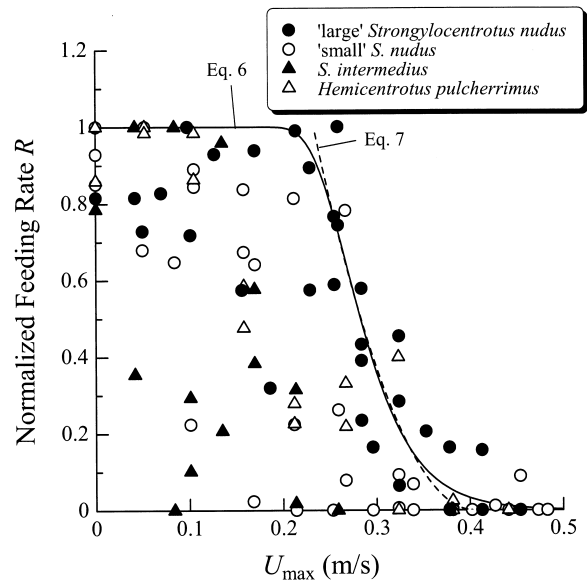 'large' Strongylocentrotus nudus
'small' S. nudus
S. intermedius
Hemicentrotus pulcherrimus
1.2
1
0.8
0.6
0.4
0.2
0
Normalized Feeding Rate R
Eq. 6
Eq. 7
0 0.1 0.2 0.3 0.4 0.5
Umax (m/s)